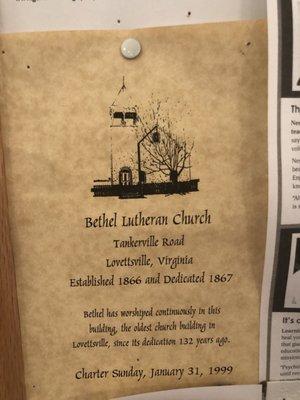 Bethel Lutheran Church
Tankerville Road
Lovettsville, Virginia
Established 1866 and Dedicated 1867
Bethel has worshiped continuously in this
building, the oldest church building in
Lovettsville, since its dedication 132 years ago.
Charter Sunday, January 31, 1999
IT'S